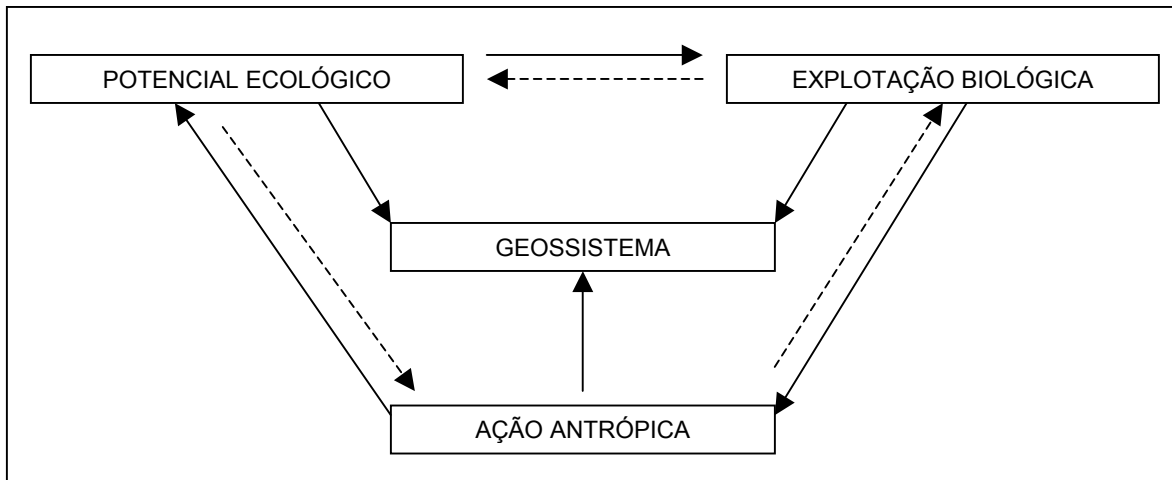 POTENCIAL ECOLÓGICO
EXPLOTAÇÃO BIOLÓGICA
GEOSSISTEMA
AÇÃO ANTRÓPICA